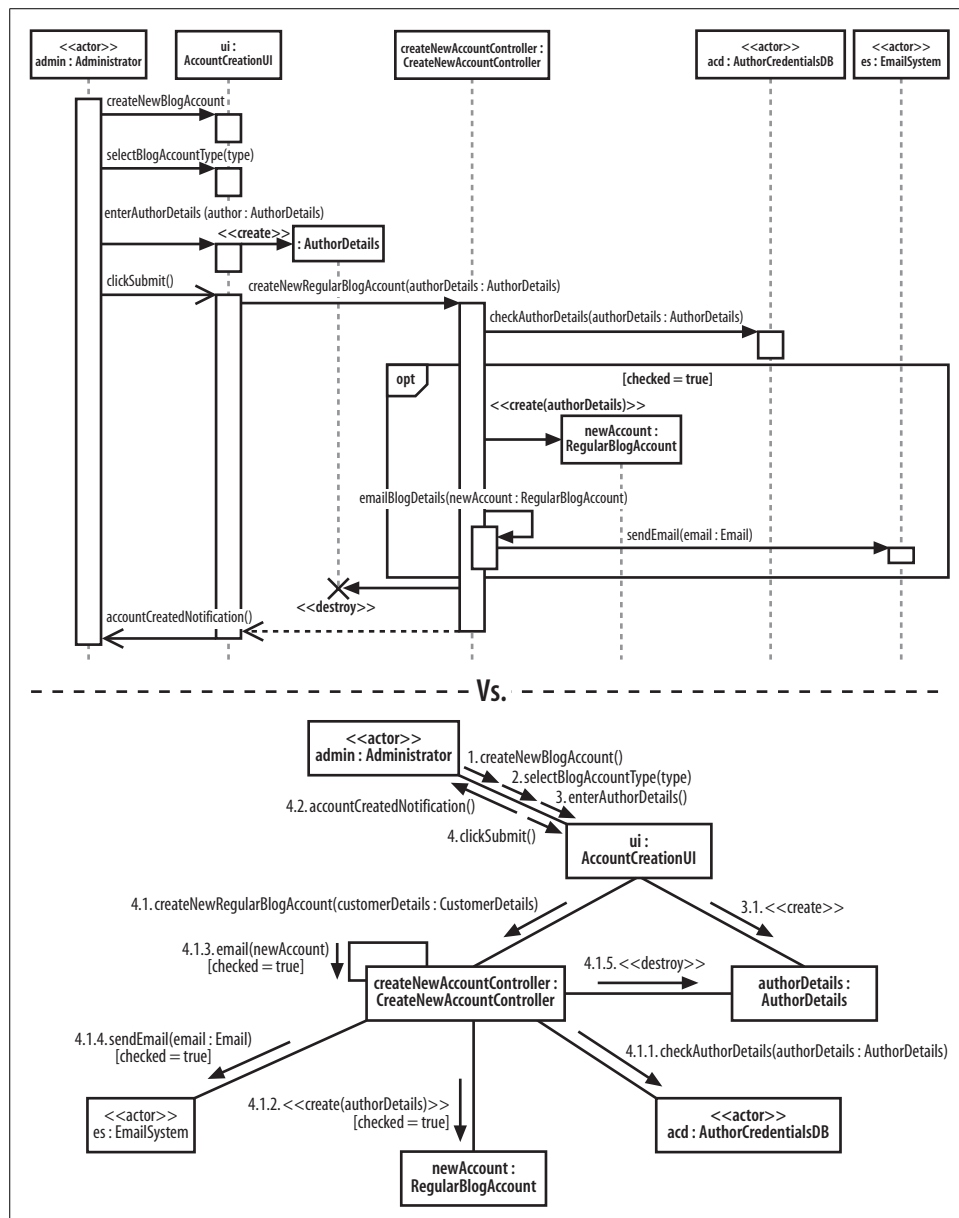 <<actor>>
admin : Administrator
ui :
AccountCreationUI
createNewAccountController :
CreateNewAccountController
<<actor>>
acd : AuthorCredentialsDB
<<actor>>
es : EmailSystem
createNewBlogAccount
selectBlogAccountType(type)
enterAuthorDetails (author : AuthorDetails)
<<create>>
: AuthorDetails
clickSubmit()
createNewRegularBlogAccount(authorDetails : AuthorDetails)
checkAuthorDetails(authorDetails : AuthorDetails)
opt
[checked = true]
<<create(authorDetails)>>
newAccount :
RegularBlogAccount
emailBlogDetails(newAccount : RegularBlogAccount)
sendEmail(email : Email)
<<destroy>>
accountCreatedNotification()
Vs.
<<actor>>
admin : Administrator
1. createNewBlogAccount()
2. selectBlogAccountType(type)
3. enterAuthorDetails()
4.2. accountCreatedNotification()
4. clickSubmit()
ui :
AccountCreationUI
4.1. createNewRegularBlogAccount(customerDetails : CustomerDetails)
3.1. <<create>>
4.1.3. email(newAccount)
[checked = true]
createNewAccountController :
CreateNewAccountController
4.1.5. <<destroy>>
authorDetails :
AuthorDetails
4.1.4. sendEmail(email : Email)
[checked = true]
4.1.1. checkAuthorDetails(authorDetails : AuthorDetails)
4.1.2. <<create(authorDetails)>>
[checked = true]
<<actor>>
es : EmailSystem
<<actor>>
acd : AuthorCredentialsDB
newAccount :
RegularBlogAccount